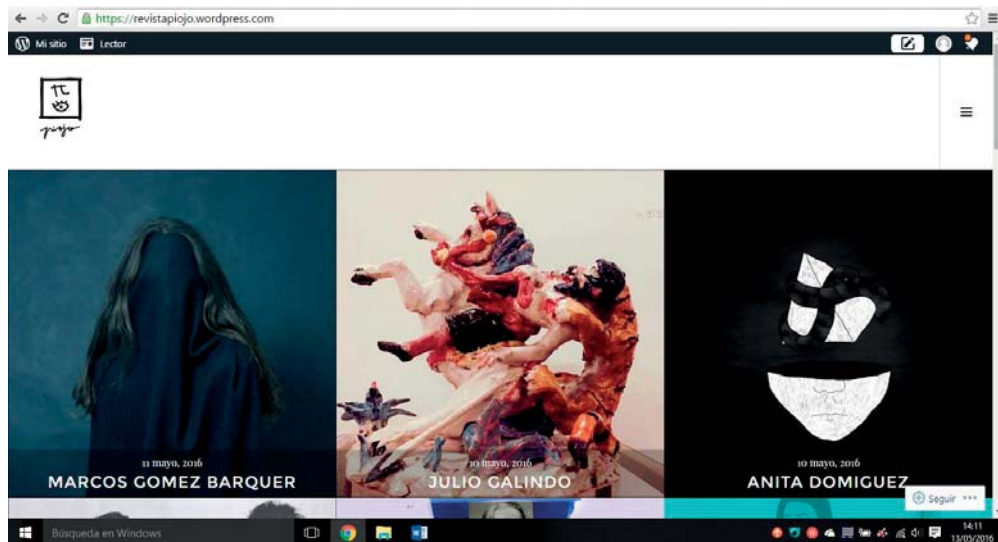 https://revistapiojo.wordpress.com
Mi sitio Lector
π
piojo
11 mayo, 2016
MARCOS GOMEZ BARQUER
10 mayo, 2016
JULIO GALINDO
10 mayo, 2016
ANITA DOMIGUEZ
Seguir
Búsqueda en Windows
14:11
13/05/2016